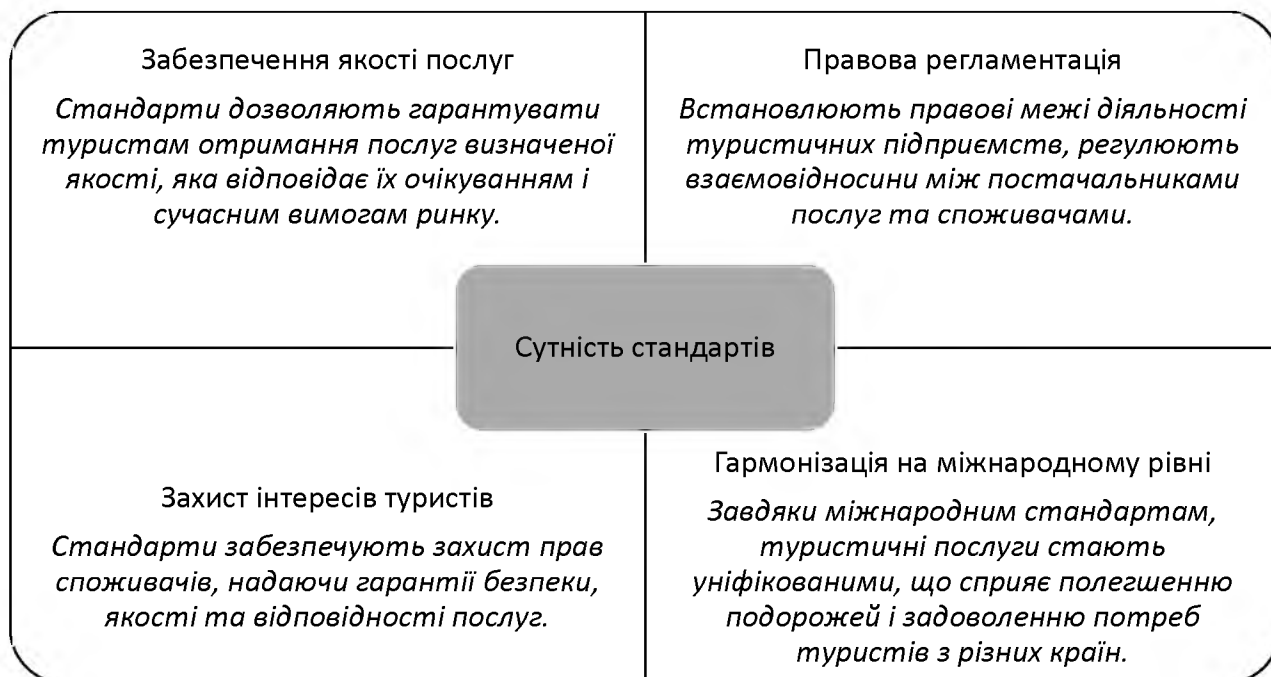 Забезпечення якості послуг
Стандарти дозволяють гарантувати
туристам отримання послуг визначеної
якості, яка відповідає їх очікуванням і
сучасним вимогам ринку.
Правова регламентація
Встановлюють правові межі діяльності
туристичних підприємств, регулюють
взаємовідносини між постачальниками
послуг та споживачами.
Сутність стандартів
Захист інтересів туристів
Стандарти забезпечують захист прав
споживачів, надаючи гарантії безпеки,
якості та відповідності послуг.
Гармонізація на міжнародному рівні
Завдяки міжнародним стандартам,
туристичні послуги стають
уніфікованими, що сприяє полегшенню
подорожей і задоволенню потреб
туристів з різних країн.